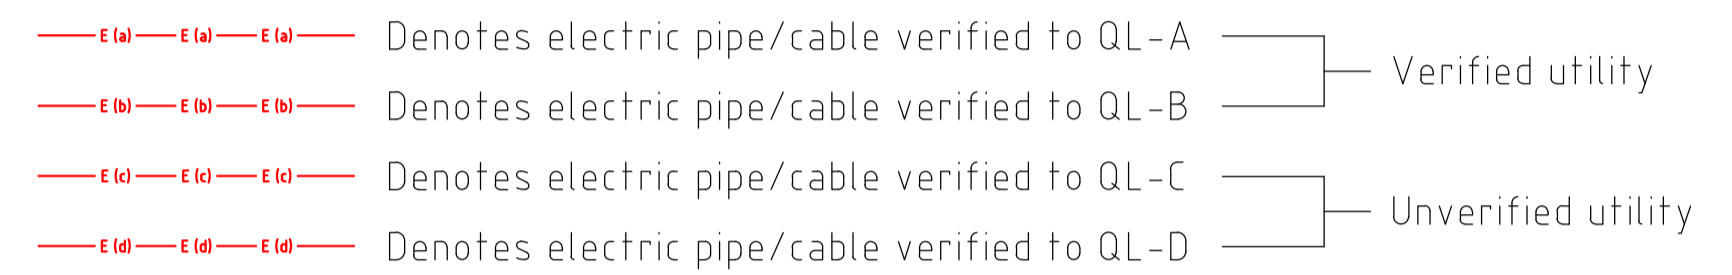 E (a) E (a) E (a) Denotes electric pipe/cable verified to QL-A
Verified utility
E (b) E (b) E (b) Denotes electric pipe/cable verified to QL-B
E (c) E (c) E (c) Denotes electric pipe/cable verified to QL-C
Unverified utility
E (d) E (d) E (d) Denotes electric pipe/cable verified to QL-D